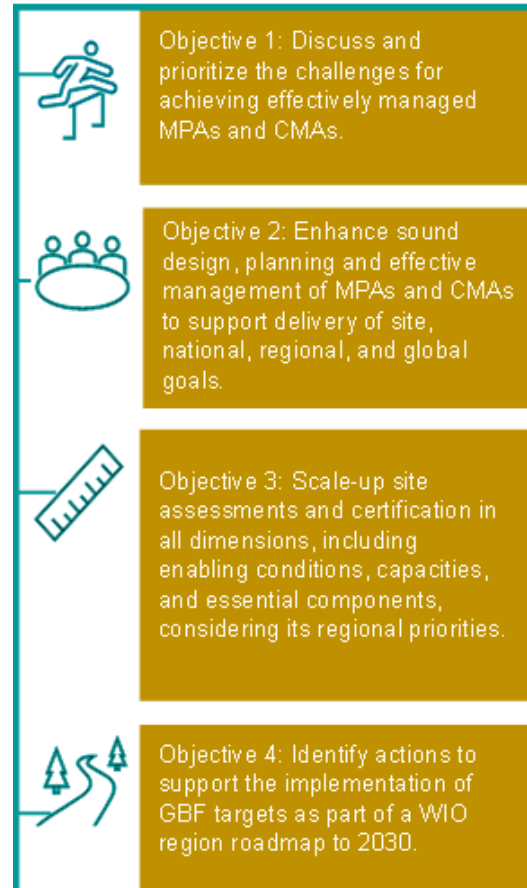 Objective 1: Discuss and
prioritize the challenges for
achieving effectively managed
MPAs and CMAs.
Objective 2: Enhance sound
design, planning and effective
management of MPAs and CMAs
to support delivery of site,
national, regional, and global
goals.
Objective 3: Scale-up site
assessments and certification in
all dimensions, including
enabling conditions, capacities,
and essential components,
considering its regional priorities.
Objective 4: Identify actions to
support the implementation of
GBF targets as part of a WIO
region roadmap to 2030.